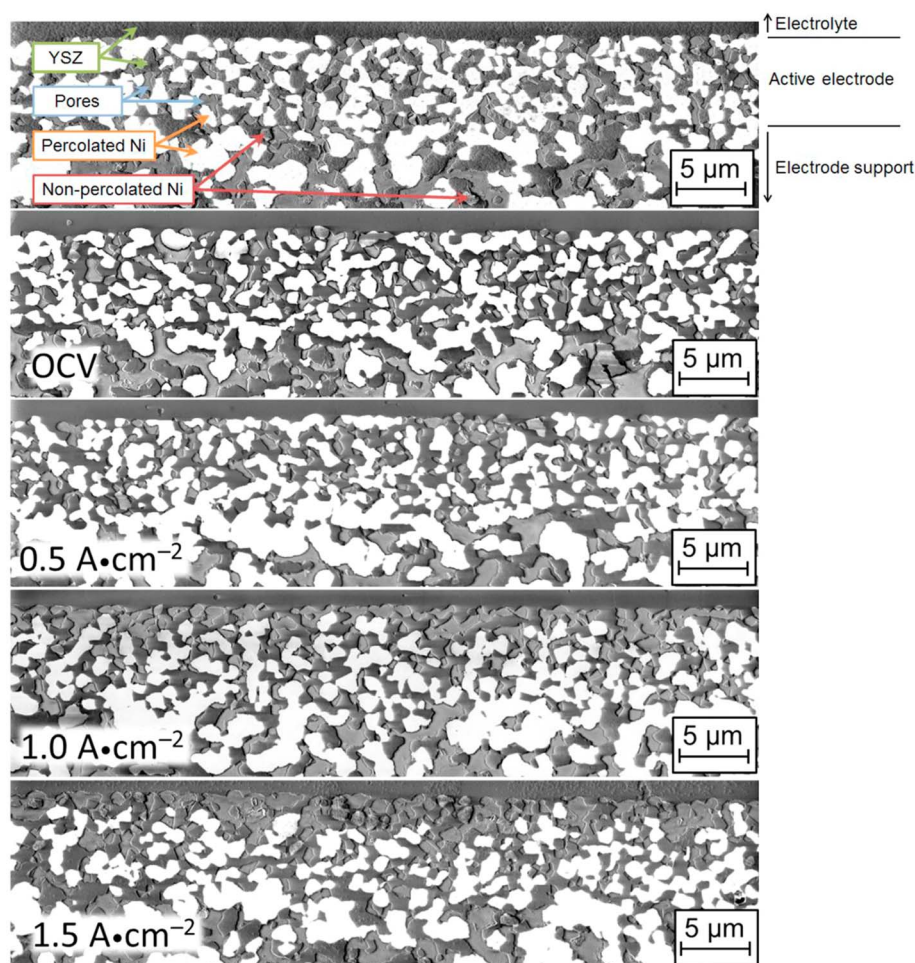 Electrolyte
YSZ
Active electrode
Pores
Percolated Ni
Electrode support
Non-percolated Ni
5 µm
OCV
5 µm
0.5 A•cm⁻²
5 µm
1.0 A•cm⁻²
5 µm
1.5 A•cm⁻²
5 µm